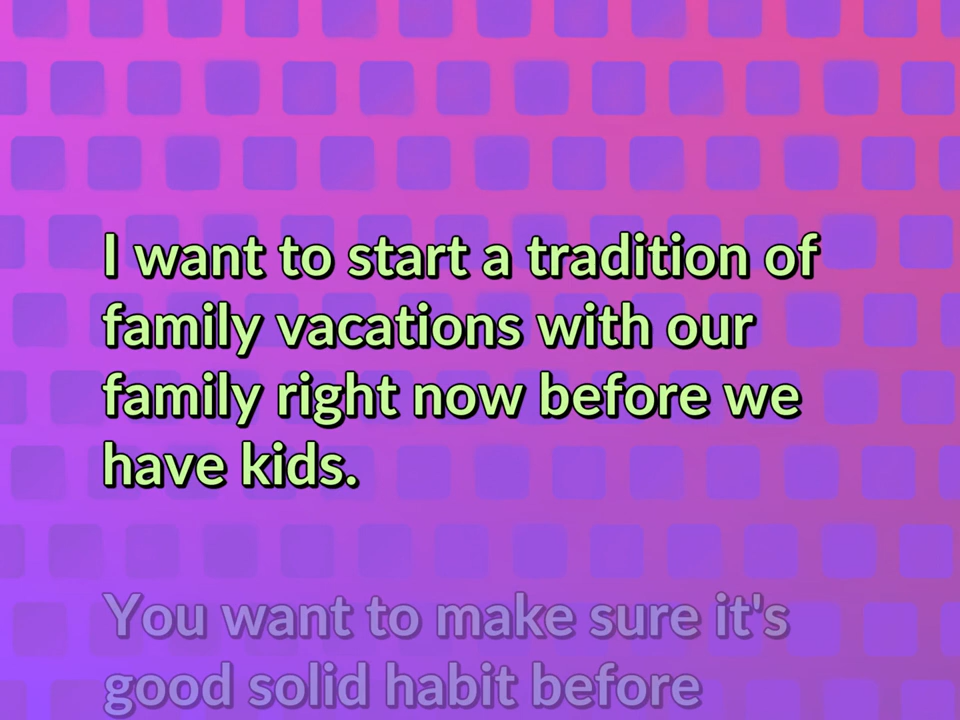 I want to start a tradition of
family vacations with our
family right now before we
have kids.
You want to make sure it's
good solid habit before